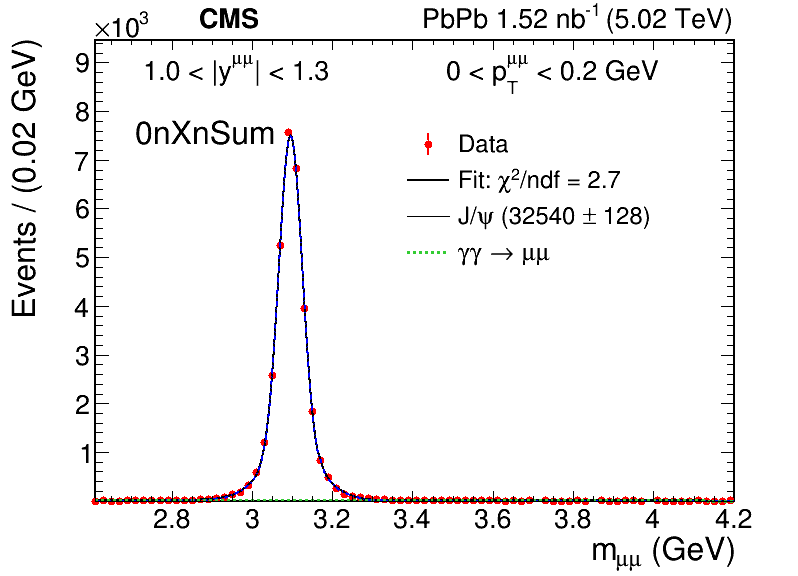 ×10³ CMS PbPb 1.52 nb⁻¹ (5.02 TeV)
1.0 < |y^μμ| < 1.3 0 < p_T^μμ < 0.2 GeV
0nXnSum
Data
Fit: χ²/ndf = 2.7
J/ψ (32540 ± 128)
γγ → μμ
Events / (0.02 GeV)
9
8
7
6
5
4
3
2
1
2.8 3 3.2 3.4 3.6 3.8 4 4.2
m_μμ (GeV)